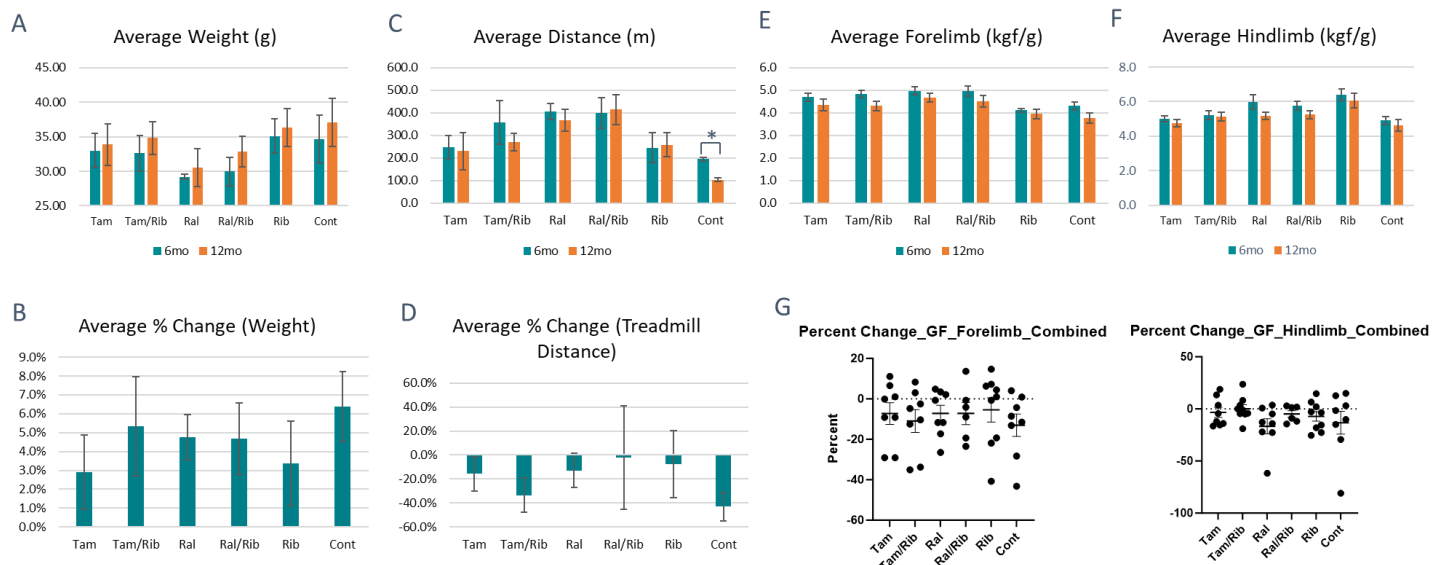 A
Average Weight (g)
45.00
40.00
35.00
30.00
25.00
Tam Tam/Rib Ral Ral/Rib Rib Cont
6mo 12mo
C
Average Distance (m)
600.0
500.0
400.0
300.0
200.0
100.0
0.0
*
Tam Tam/Rib Ral Ral/Rib Rib Cont
6mo 12mo
E
Average Forelimb (kgf/g)
6.0
5.0
4.0
3.0
2.0
1.0
0.0
Tam Tam/Rib Ral Ral/Rib Rib Cont
6mo 12mo
F
Average Hindlimb (kgf/g)
8.0
6.0
4.0
2.0
0.0
Tam Tam/Rib Ral Ral/Rib Rib Cont
6mo 12mo
B
Average % Change (Weight)
9.0%
8.0%
7.0%
6.0%
5.0%
4.0%
3.0%
2.0%
1.0%
0.0%
Tam Tam/Rib Ral Ral/Rib Rib Cont
D
Average % Change (Treadmill
Distance)
60.0%
40.0%
20.0%
0.0%
-20.0%
-40.0%
-60.0%
Tam Tam/Rib Ral Ral/Rib Rib Cont
G
Percent Change_GF_Forelimb_Combined
Percent
20
0
-20
-40
-60
Tam Tam/Rib Ral Ral/Rib Rib Cont
Percent Change_GF_Hindlimb_Combined
50
0
-50
-100
Tam Tam/Rib Ral Ral/Rib Rib Cont